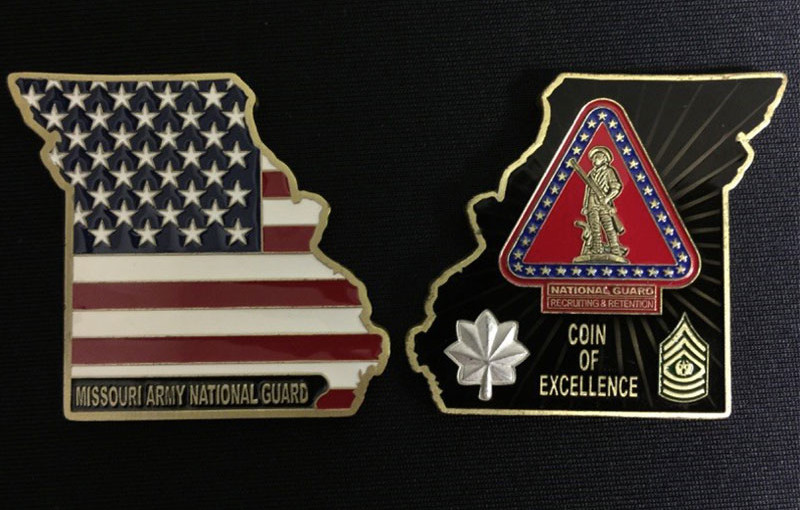 MISSOURI ARMY NATIONAL GUARD
NATIONAL GUARD
RECRUITING & RETENTION
COIN
OF
EXCELLENCE